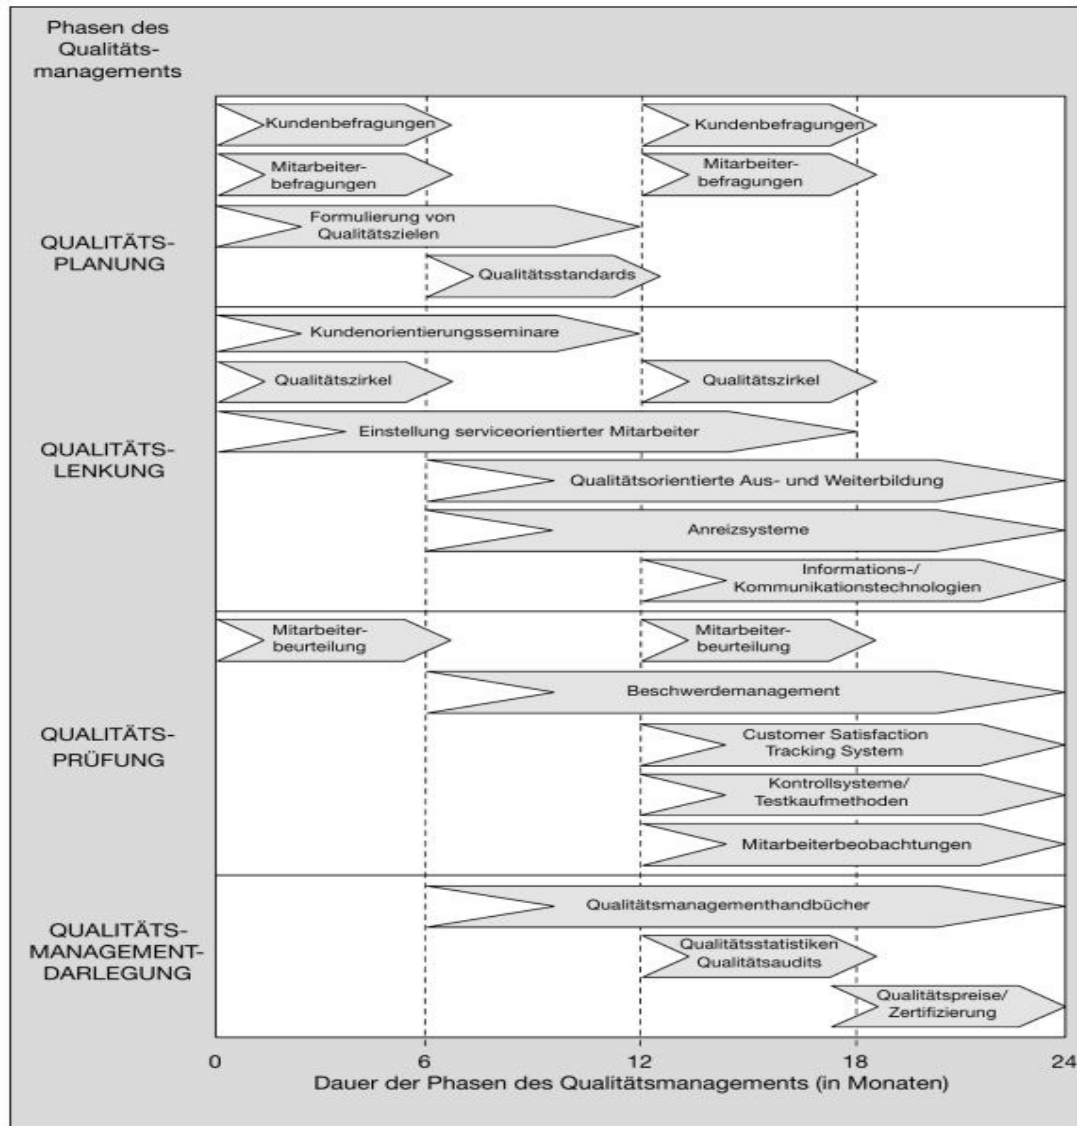 Phasen des
Qualitäts-
managements
Kundenbefragungen
Kundenbefragungen
Mitarbeiter-
befragungen
Mitarbeiter-
befragungen
Formulierung von
Qualitätszielen
QUALITÄTS-
PLANUNG
Qualitätsstandards
Kundenorientierungsseminare
Qualitätszirkel
Qualitätszirkel
Einstellung serviceorientierter Mitarbeiter
QUALITÄTS-
LENKUNG
Qualitätsorientierte Aus- und Weiterbildung
Anreizsysteme
Informations-/
Kommunikationstechnologien
Mitarbeiter-
beurteilung
Mitarbeiter-
beurteilung
Beschwerdemanagement
QUALITÄTS-
PRÜFUNG
Customer Satisfaction
Tracking System
Kontrollsysteme/
Testkaufmethoden
Mitarbeiterbeobachtungen
Qualitätsmanagementhandbücher
QUALITÄTS-
MANAGEMENT-
DARLEGUNG
Qualitätsstatistiken
Qualitätsaudits
Qualitätspreise/
Zertifizierung
0 6 12 18 24
Dauer der Phasen des Qualitätsmanagements (in Monaten)